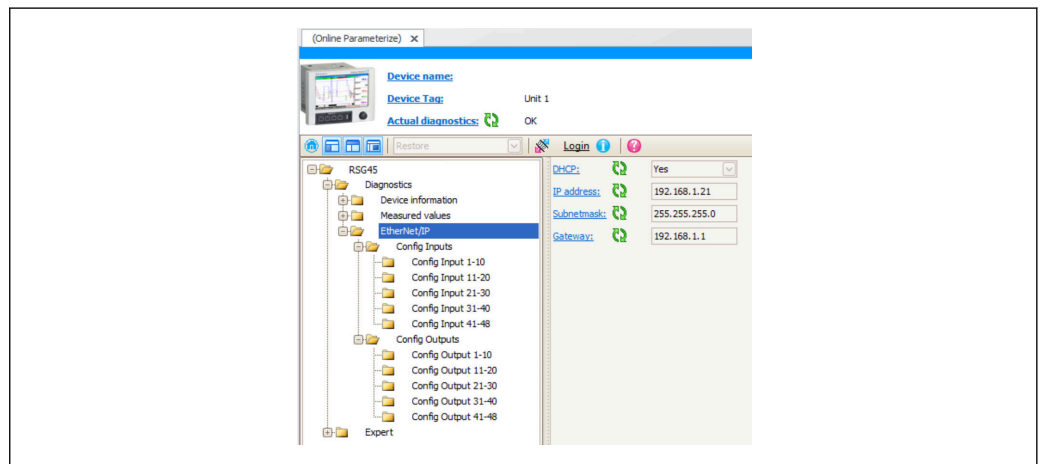 (Online Parameterize) X
Device name:
Device Tag: Unit 1
Actual diagnostics: OK
Restore Login
RSG45
Diagnostics
Device information
Measured values
EtherNet/IP
Config Inputs
Config Input 1-10
Config Input 11-20
Config Input 21-30
Config Input 31-40
Config Input 41-48
Config Outputs
Config Output 1-10
Config Output 11-20
Config Output 21-30
Config Output 31-40
Config Output 41-48
Expert
DHCP: Yes
IP address: 192.168.1.21
Subnetmask: 255.255.255.0
Gateway: 192.168.1.1